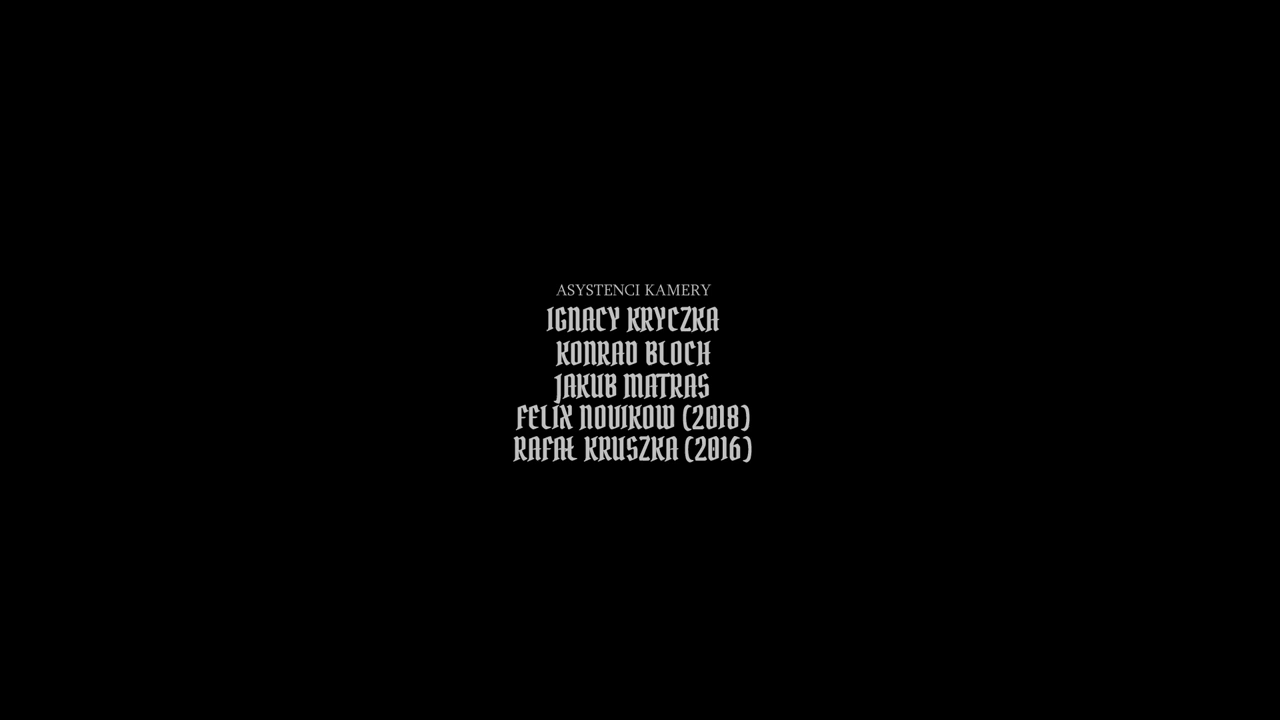 ASYSTENCI KAMERY
IGNACY KRYCZKA
KONRAD BLOCH
JAKUB MATRAS
FELIX NOVIKOW (2018)
RAFAŁ KRUSZKA (2016)